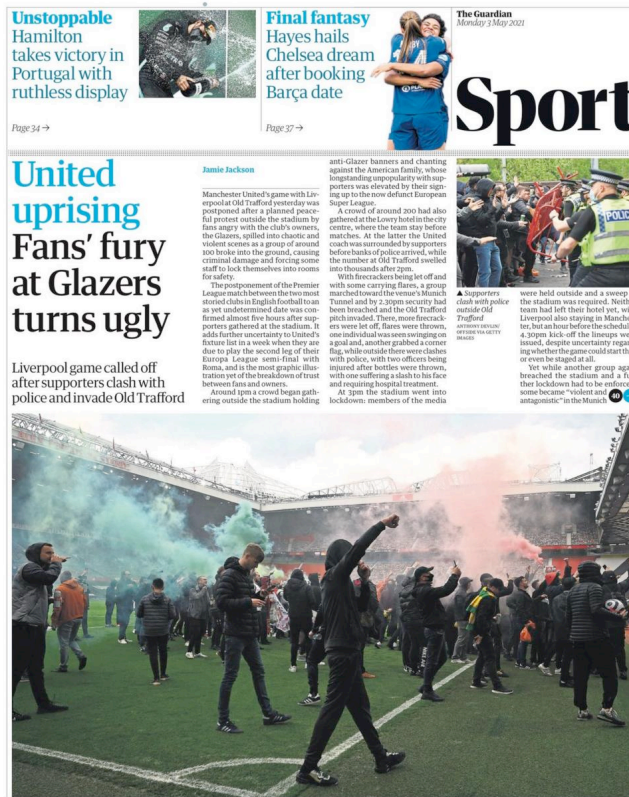 Unstoppable
Hamilton
takes victory in
Portugal with
ruthless display
Page 34 →
Final fantasy
Hayes hails
Chelsea dream
after booking
Barça date
Page 37 →
The Guardian
Monday 3 May 2021
Sport
United
uprising
Fans’ fury
at Glazers
turns ugly
Liverpool game called off
after supporters clash with
police and invade Old Trafford
Jamie Jackson
Manchester United’s game with Liv-
erpool at Old Trafford yesterday was
postponed after a planned peace-
ful protest outside the stadium by
fans angry with the club’s owners,
the Glazers, spilled into chaotic and
violent scenes as a group of around
100 broke into the ground, causing
criminal damage and forcing some
staff to lock themselves into rooms
for safety.
The postponement of the Premier
League match between the two most
storied clubs in English football to an
as yet undetermined date was con-
firmed almost five hours after sup-
porters gathered at the stadium. It
adds further uncertainty to United’s
fixture list in a week when they are
due to play the second leg of their
Europa League semi-final with
Roma, and is the most graphic illus-
tration yet of the breakdown of trust
between fans and owners.
Around 1pm a crowd began gath-
ering outside the stadium holding
anti-Glazer banners and chanting
against the American family, whose
longstanding unpopularity with sup-
porters was elevated by their sign-
ing up to the now defunct European
Super League.
A crowd of around 200 had also
gathered at the Lowry hotel in the city
centre, where the team stay before
matches. At the latter the United
coach was surrounded by supporters
before banks of police arrived, while
the number at Old Trafford swelled
into thousands after 2pm.
With firecrackers being let off and
with some carrying flares, a group
marched toward the venue’s Munich
Tunnel and by 2.30pm security had
been breached and the Old Trafford
pitch invaded. There, more firecrack-
ers were let off, flares were thrown,
one individual was seen swinging on
a goal and, another grabbed a corner
flag, while outside there were clashes
with police, with two officers being
injured after bottles were thrown,
with one suffering a slash to his face
and requiring hospital treatment.
At 3pm the stadium went into
lockdown: members of the media
POLIC
▲ Supporters
clash with police
outside Old
Trafford
ANTHONY DEVLIN/
OFFSIDE VIA GETTY
IMAGES
were held outside and a sweep
the stadium was required. Neith
team had left their hotel yet, wi
Liverpool also staying in Manche
ter, but an hour before the schedul
4.30pm kick-off the lineups we
issued, despite uncertainty regar
ing whether the game could start th
or even be staged at all.
Yet while another group aga
breached the stadium and a fu
ther lockdown had to be enforce
some became “violent and
antagonistic” in the Munich
40